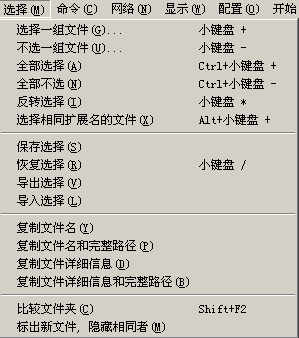 选择(M) 命令(C) 网络(N) 显示(W) 配置(O) 开始
选择一组文件(G)... 小键盘 +
不选一组文件(U)... 小键盘 -
全部选择(A) Ctrl+小键盘 +
全部不选(N) Ctrl+小键盘 -
反转选择(I) 小键盘 *
选择相同扩展名的文件(X) Alt+小键盘 +
保存选择(S)
恢复选择(R) 小键盘 /
导出选择(V)
导入选择(L)
复制文件名(Y)
复制文件名和完整路径(P)
复制文件详细信息(D)
复制文件详细信息和完整路径(B)
比较文件夹(C) Shift+F2
标出新文件, 隐藏相同者(M)